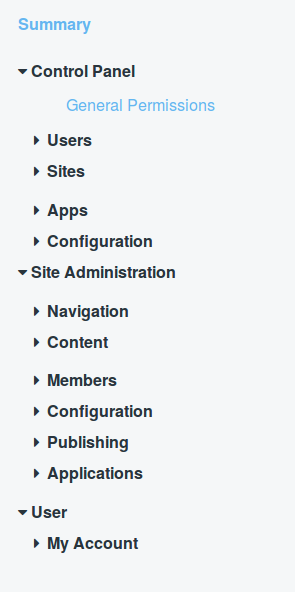 Summary
Control Panel
General Permissions
Users
Sites
Apps
Configuration
Site Administration
Navigation
Content
Members
Configuration
Publishing
Applications
User
My Account